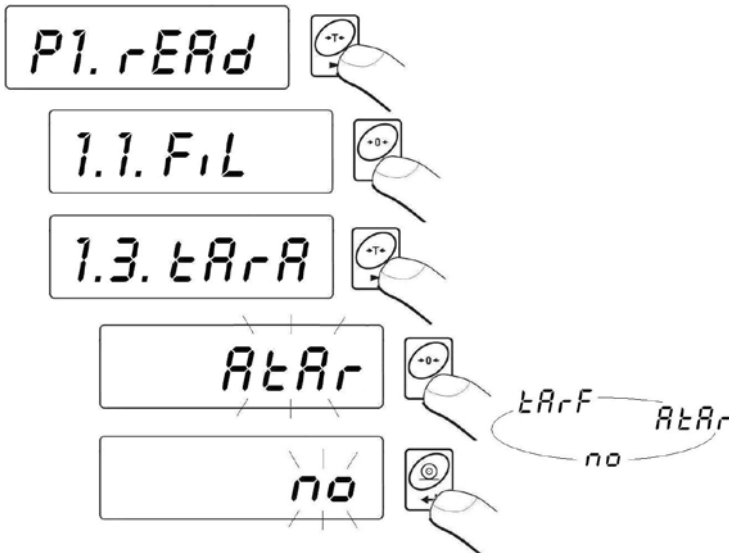 P1. rEAd
→T←
1.1. FiL
→0←
1.3. tArA
→T←
AtAr
→0←
tArF
AtAr
no
no